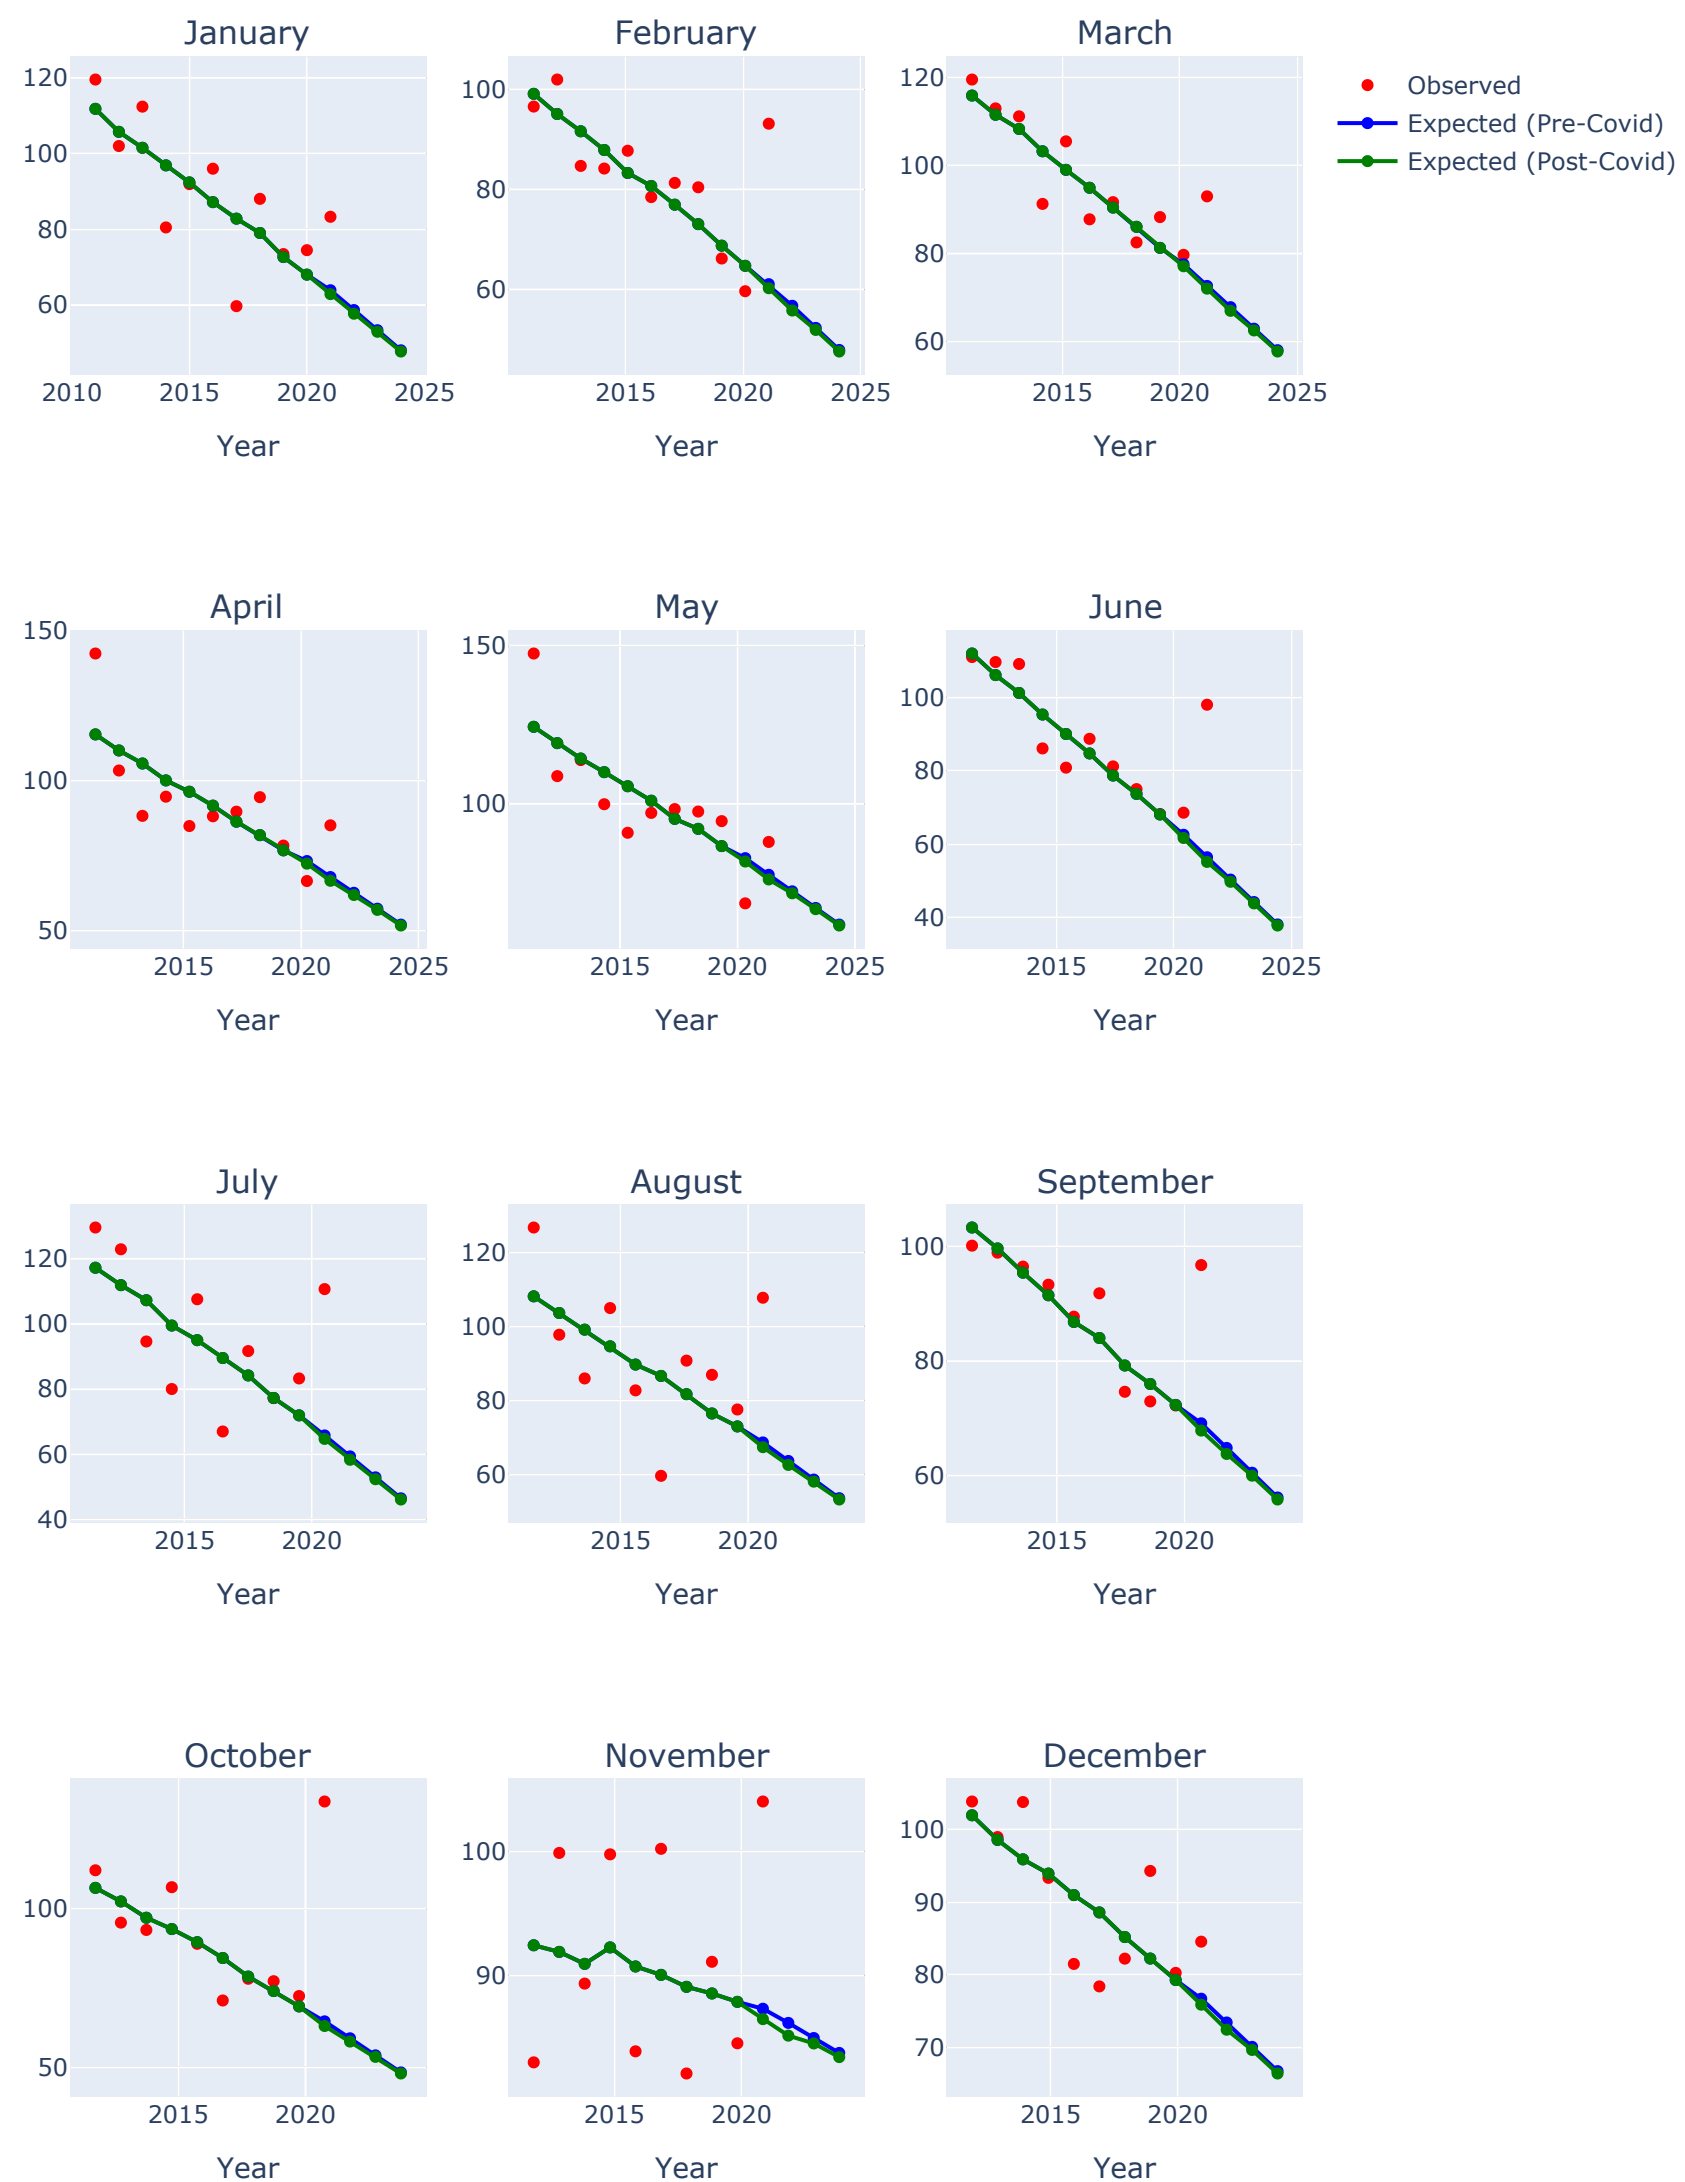 January
February
March
120
100
80
60
2010
2015
2020
2025
Year
100
80
60
2015
2020
2025
Year
120
100
80
60
2015
2020
2025
Year
Observed
Expected (Pre-Covid)
Expected (Post-Covid)
April
May
June
150
100
50
2015
2020
2025
Year
150
100
2015
2020
2025
Year
100
80
60
40
2015
2020
2025
Year
July
August
September
120
100
80
60
40
2015
2020
Year
120
100
80
60
2015
2020
Year
100
80
60
2015
2020
Year
October
November
December
100
50
2015
2020
Year
100
90
2015
2020
Year
100
90
80
70
2015
2020
Year